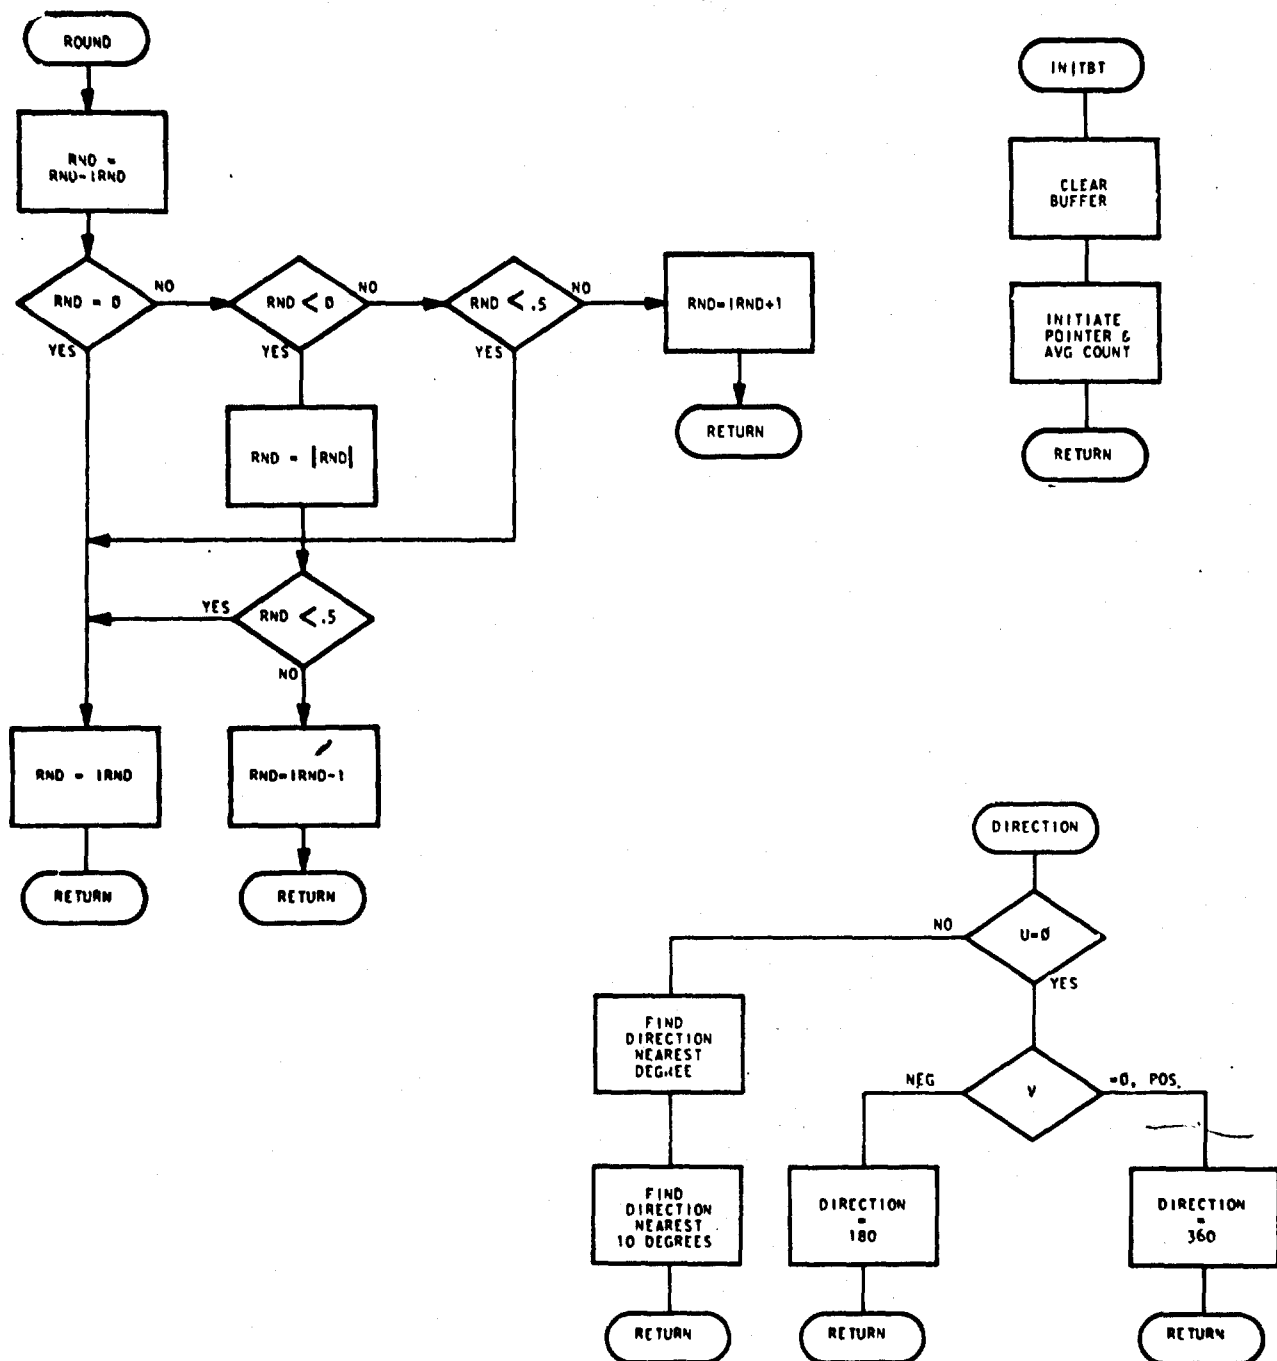 ROUND
RND =
RND-IRND
RND = 0
NO
YES
RND < 0
NO
YES
RND < .5
NO
YES
RND=IRND+1
RETURN
RND = |RND|
RND < .5
YES
NO
RND = IRND
RETURN
RND=IRND-1
RETURN
INITBT
CLEAR
BUFFER
INITIATE
POINTER &
AVG COUNT
RETURN
DIRECTION
U=0
NO
YES
FIND
DIRECTION
NEAREST
DEGREE
FIND
DIRECTION
NEAREST
10 DEGREES
RETURN
V
NEG
=0, POS.
DIRECTION
=
180
RETURN
DIRECTION
=
360
RETURN